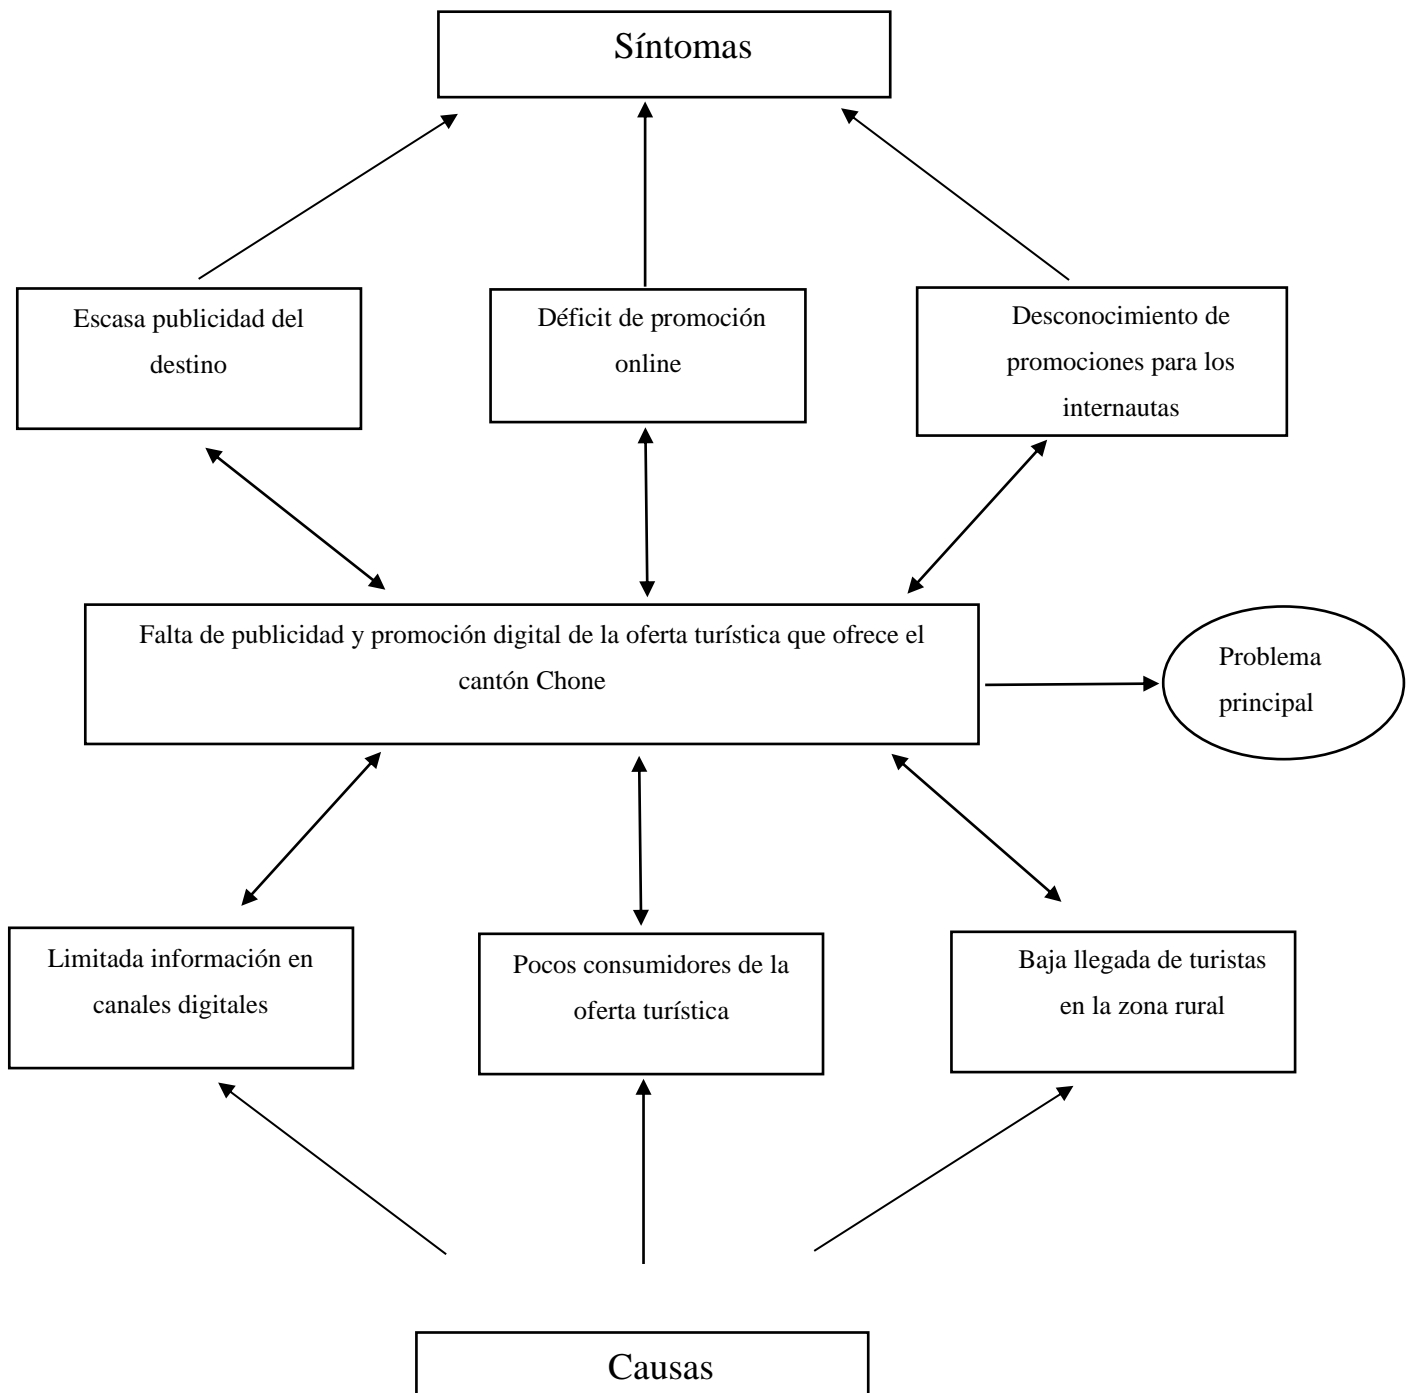 Síntomas
Escasa publicidad del
destino
Déficit de promoción
online
Desconocimiento de
promociones para los
internautas
Falta de publicidad y promoción digital de la oferta turística que ofrece el
cantón Chone
Problema
principal
Limitada información en
canales digitales
Pocos consumidores de la
oferta turística
Baja llegada de turistas
en la zona rural
Causas